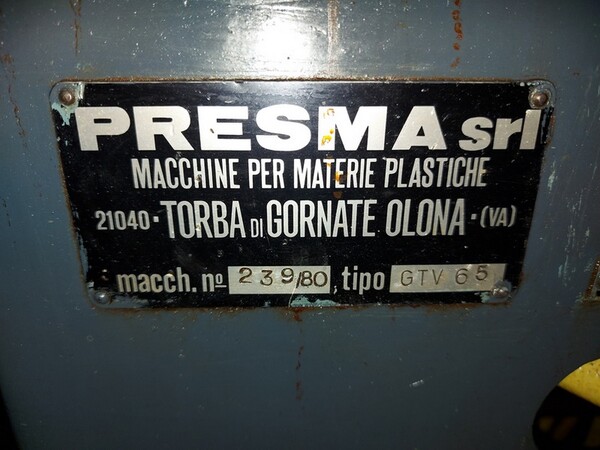 PRESMA srl
MACCHINE PER MATERIE PLASTICHE
21040 · TORBA DI GORNATE OLONA · (VA)
macch. nº 239/80, tipo GTV 65